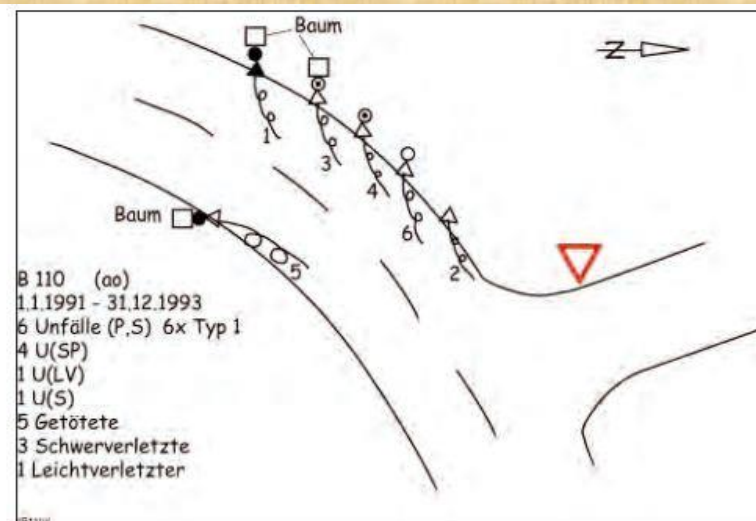 Baum
N
1
3
4
6
2
Baum
5
B 110 (ao)
1.1.1991 - 31.12.1993
6 Unfälle (P,S) 6x Typ 1
4 U(SP)
1 U(LV)
1 U(S)
5 Getötete
3 Schwerverletzte
1 Leichtverletzter